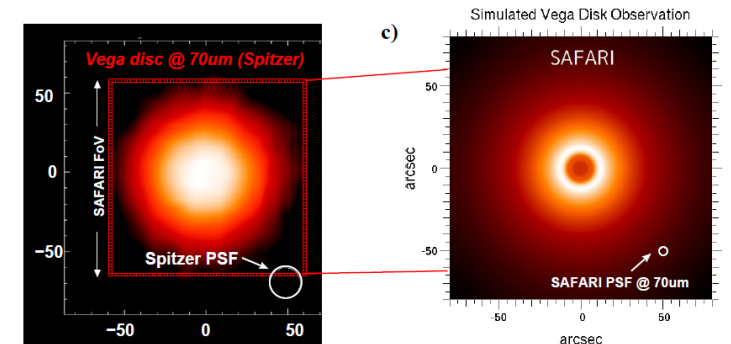 Vega disc @ 70um (Spitzer)
50
0
−50
SAFARI FoV
Spitzer PSF
−50
0
50
c)
Simulated Vega Disk Observation
SAFARI
50
0
-50
arcsec
SAFARI PSF @ 70um
-50
0
50
arcsec